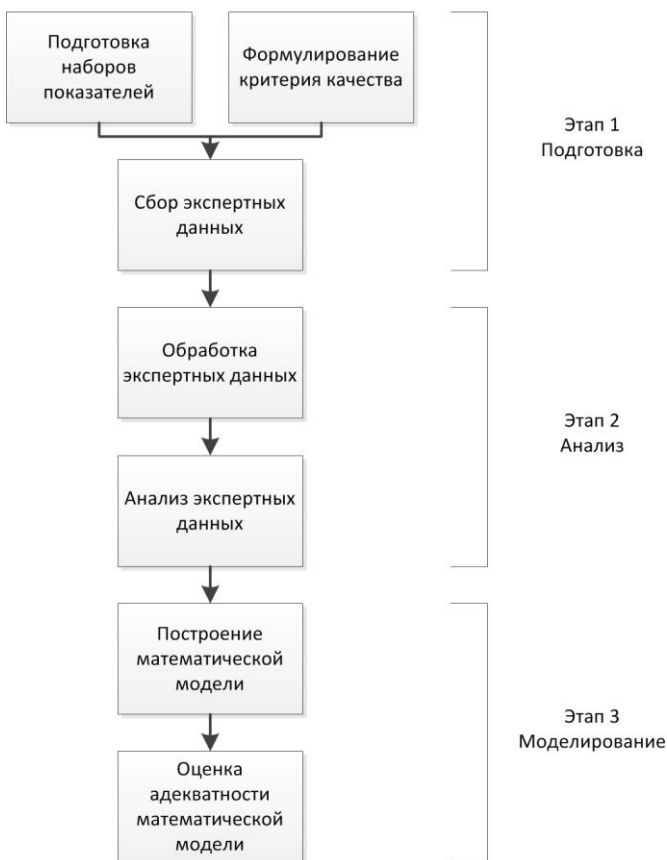 Подготовка
наборов
показателей
Формулирование
критерия качества
Этап 1
Подготовка
Сбор экспертных
данных
Обработка
экспертных данных
Этап 2
Анализ
Анализ экспертных
данных
Построение
математической
модели
Этап 3
Моделирование
Оценка
адекватности
математической
модели